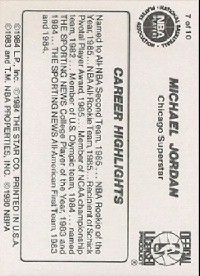 7 of 10
NBA
MICHAEL JORDAN
Chicago Superstar
CAREER HIGHLIGHTS
Named to All-NBA Second Team, 1985... NBA Rookie of the
Year, 1985... NBA All-Rookie Team, 1985... Recipient of Schick
Pivotal Player Award, 1985... Member of NCAA championship
team, 1982... Member of U.S. Olympic team, 1984... named
THE SPORTING NEWS College Player of the Year, 1983 and
1984... THE SPORTING NEWS All-American First Team, 1983
and 1984.
©1984 L.P., Inc. ©1984 THE STAR CO. PRINTED IN U.S.A.
©1983 and T.M. NBA PROPERTIES, INC. ©1980 NBPA